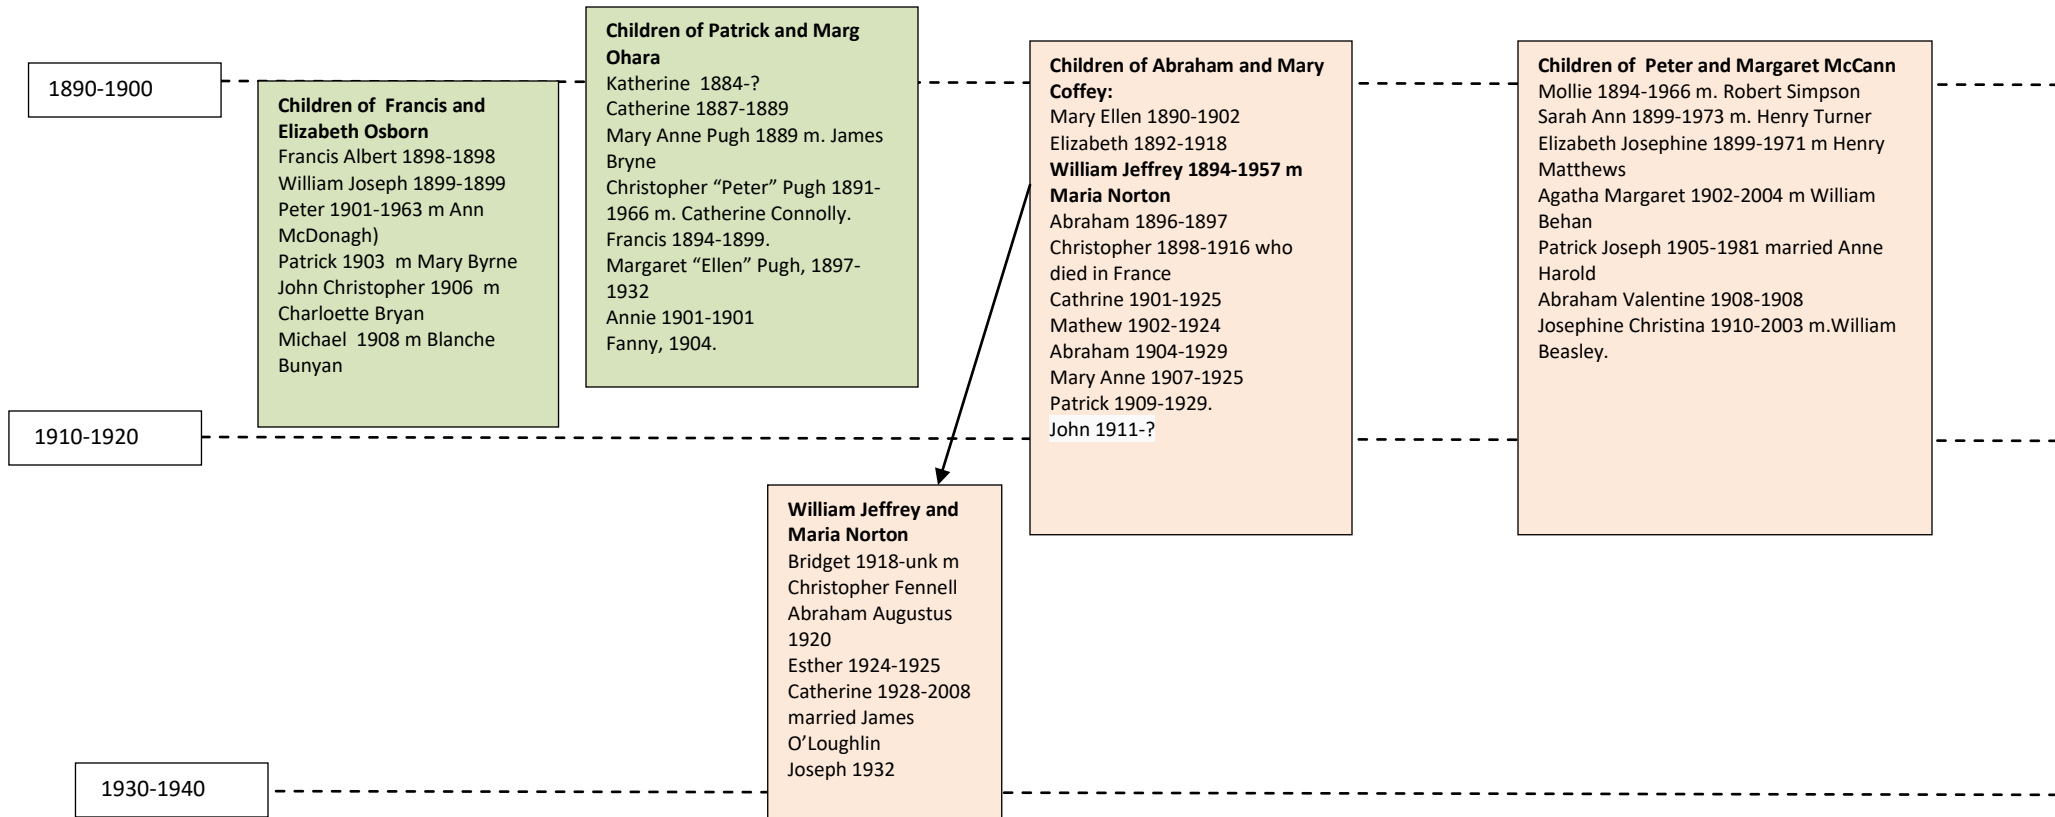 1890-1900
Children of Francis and
Elizabeth Osborn
Francis Albert 1898-1898
William Joseph 1899-1899
Peter 1901-1963 m Ann
McDonagh)
Patrick 1903 m Mary Byrne
John Christopher 1906 m
Charloette Bryan
Michael 1908 m Blanche
Bunyan
Children of Patrick and Marg
Ohara
Katherine 1884-?
Catherine 1887-1889
Mary Anne Pugh 1889 m. James
Bryne
Christopher “Peter” Pugh 1891-
1966 m. Catherine Connolly.
Francis 1894-1899.
Margaret “Ellen” Pugh, 1897-
1932
Annie 1901-1901
Fanny, 1904.
Children of Abraham and Mary
Coffey:
Mary Ellen 1890-1902
Elizabeth 1892-1918
William Jeffrey 1894-1957 m
Maria Norton
Abraham 1896-1897
Christopher 1898-1916 who
died in France
Cathrine 1901-1925
Mathew 1902-1924
Abraham 1904-1929
Mary Anne 1907-1925
Patrick 1909-1929.
John 1911-?
Children of Peter and Margaret McCann
Mollie 1894-1966 m. Robert Simpson
Sarah Ann 1899-1973 m. Henry Turner
Elizabeth Josephine 1899-1971 m Henry
Matthews
Agatha Margaret 1902-2004 m William
Behan
Patrick Joseph 1905-1981 married Anne
Harold
Abraham Valentine 1908-1908
Josephine Christina 1910-2003 m.William
Beasley.
1910-1920
William Jeffrey and
Maria Norton
Bridget 1918-unk m
Christopher Fennell
Abraham Augustus
1920
Esther 1924-1925
Catherine 1928-2008
married James
O’Loughlin
Joseph 1932
1930-1940